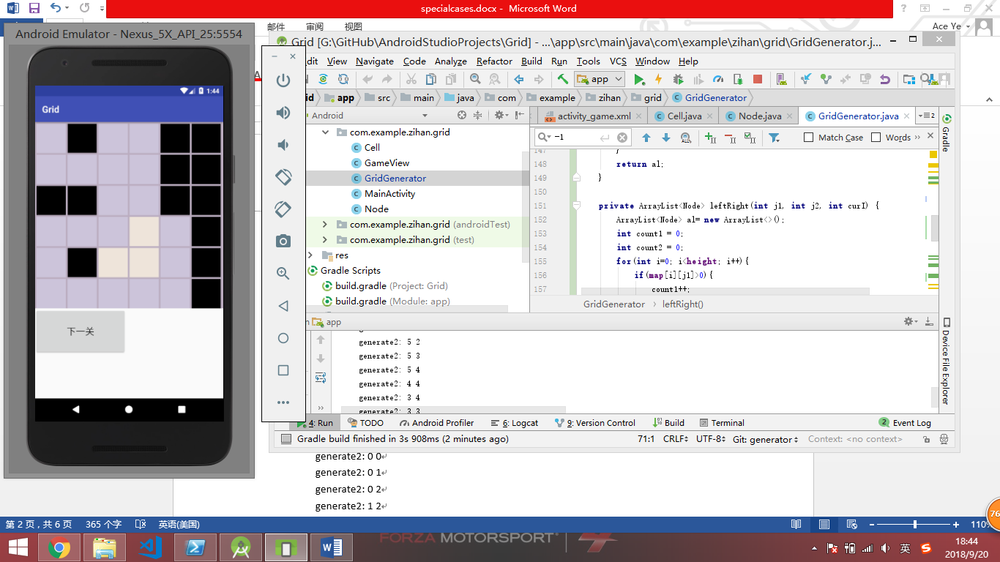 specialcases.docx - Microsoft Word
邮件 审阅 视图
Ace Ye
Android Emulator - Nexus_5X_API_25:5554
1:44
Grid
下一关
Grid [G:\GitHub\AndroidStudioProjects\Grid] - ...\app\src\main\java\com\example\zihan\grid\GridGenerator.j...
dit View Navigate Code Analyze Refactor Build Run Tools VCS Window Help
app
id app src main java com example zihan grid GridGenerator
Android
activity_game.xml Cell.java Node.java GridGenerator.java
-1
Match Case Words
com.example.zihan.grid
Cell
GameView
GridGenerator
MainActivity
Node
com.example.zihan.grid (androidTest)
com.example.zihan.grid (test)
res
Gradle Scripts
build.gradle (Project: Grid)
build.gradle (Module: app)
147 }
148 return al;
149 }
150
151 private ArrayList<Node> leftRight(int j1, int j2, int curI) {
152 ArrayList<Node> al= new ArrayList<>();
153 int count1 = 0;
154 int count2 = 0;
155 for(int i=0; i<height; i++){
156 if(map[i][j1]>0){
157 count1++;
GridGenerator leftRight()
Gradle
Device File Explorer
app
generate2: 5 2
generate2: 5 3
generate2: 5 4
generate2: 4 4
generate2: 3 4
generate2: 3 3
4: Run TODO Android Profiler 6: Logcat 9: Version Control Build Terminal 2 Event Log
Gradle build finished in 3s 908ms (2 minutes ago) 71:1 CRLF UTF-8 Git: generator Context: <no context>
generate2: 0 0
generate2: 0 1
generate2: 0 2
generate2: 1 2
第 2 页，共 6 页 365 个字 英语(美国) 110%
76
FORZA MOTORSPORT
英
18:44
2018/9/20